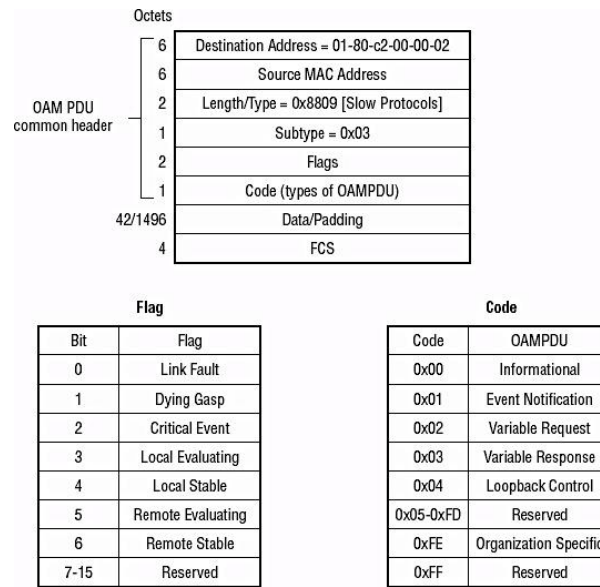 Octets
6 Destination Address = 01-80-c2-00-00-02
6 Source MAC Address
OAM PDU common header
2 Length/Type = 0x8809 [Slow Protocols]
1 Subtype = 0x03
2 Flags
1 Code (types of OAMPDU)
42/1496 Data/Padding
4 FCS
Flag
Bit Flag
0 Link Fault
1 Dying Gasp
2 Critical Event
3 Local Evaluating
4 Local Stable
5 Remote Evaluating
6 Remote Stable
7-15 Reserved
Code
Code OAMPDU
0x00 Informational
0x01 Event Notification
0x02 Variable Request
0x03 Variable Response
0x04 Loopback Control
0x05-0xFD Reserved
0xFE Organization Specific
0xFF Reserved